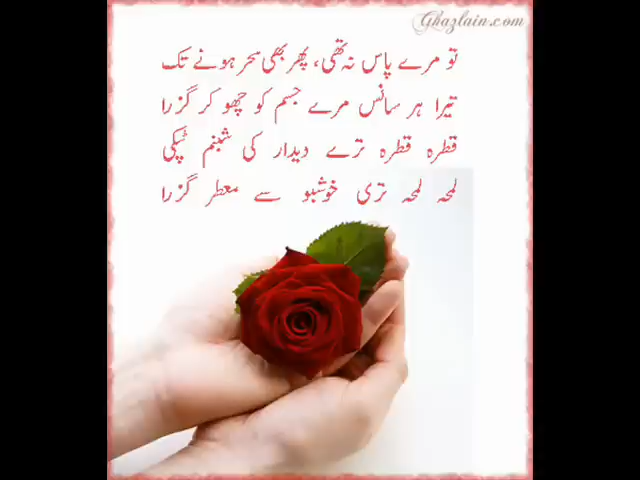 Ghazlain.com
تو مرے پاس نہ تھی، پھر بھی سحر ہونے تک
تیرا ہر سانس مرے جسم کو چھو کر گزرا
قطرہ قطرہ ترے دیدار کی شبنم ٹپکی
لمحہ لمحہ تری خوشبو سے معطر گزرا